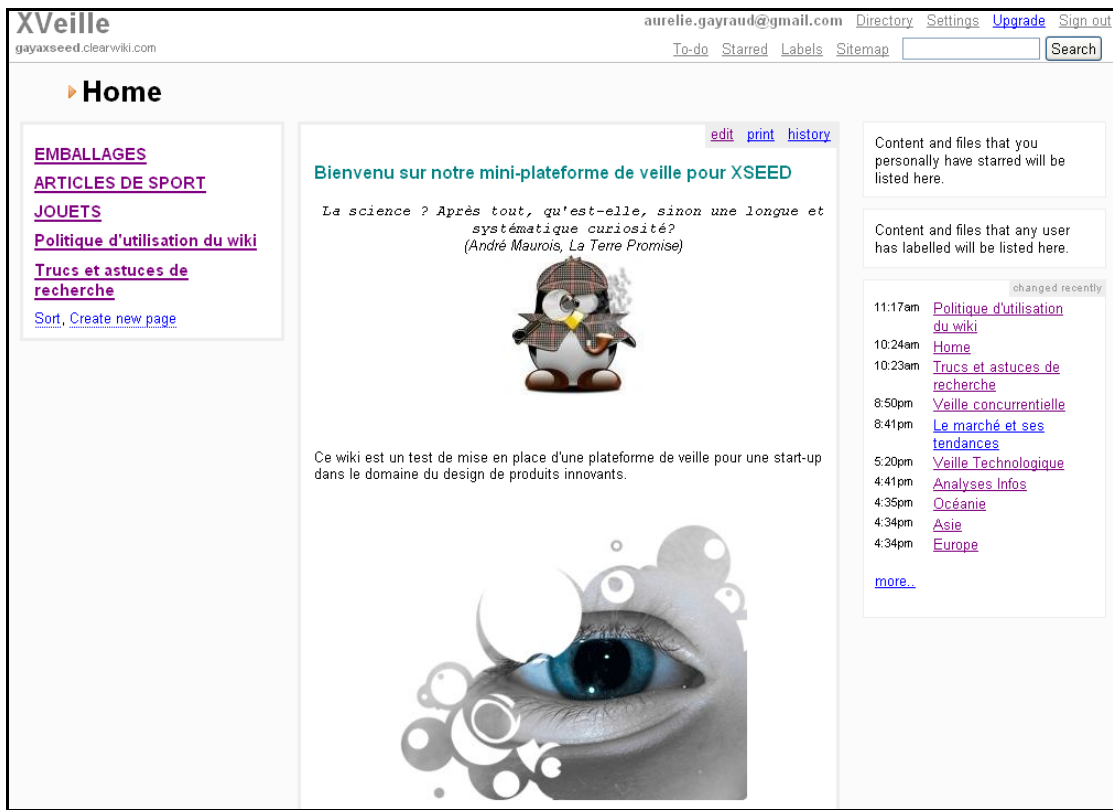 XVeille
gayaxseed.clearwiki.com
aurelie.gayraud@gmail.com Directory Settings Upgrade Sign out
To-do Starred Labels Sitemap Search
Home
EMBALLAGES
ARTICLES DE SPORT
JOUETS
Politique d'utilisation du wiki
Trucs et astuces de
recherche
Sort, Create new page
edit print history
Bienvenu sur notre mini-plateforme de veille pour XSEED
La science ? Après tout, qu'est-elle, sinon une longue et
systématique curiosité?
(André Maurois, La Terre Promise)
Ce wiki est un test de mise en place d'une plateforme de veille pour une start-up
dans le domaine du design de produits innovants.
Content and files that you
personally have starred will be
listed here.
Content and files that any user
has labelled will be listed here.
changed recently
11:17am Politique d'utilisation
du wiki
10:24am Home
10:23am Trucs et astuces de
recherche
8:50pm Veille concurrentielle
8:41pm Le marché et ses
tendances
5:20pm Veille Technologique
4:41pm Analyses Infos
4:35pm Océanie
4:34pm Asie
4:34pm Europe
more..